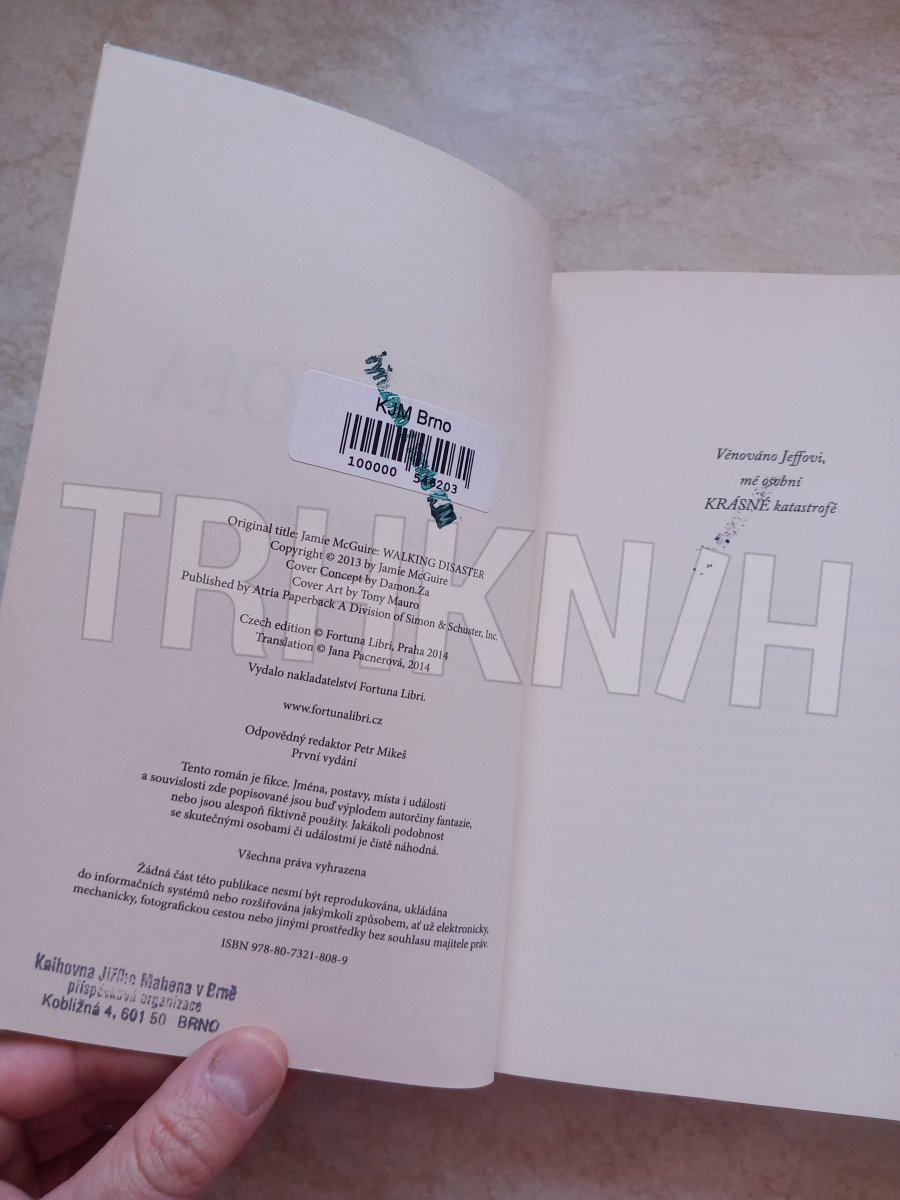 KJM Brno
100000 546203
Original title: Jamie McGuire: WALKING DISASTER
Copyright © 2013 by Jamie McGuire
Cover Concept by Damon.Za
Cover Art by Tony Mauro
Published by Atria Paperback A Division of Simon & Schuster, Inc.
Czech edition © Fortuna Libri, Praha 2014
Translation © Jana Pacnerová, 2014
Vydalo nakladatelství Fortuna Libri.
www.fortunalibri.cz
Odpovědný redaktor Petr Mikeš
První vydání
Tento román je fikce. Jména, postavy, místa i události
a souvislosti zde popisované jsou buď výplodem autorčiny fantazie,
nebo jsou alespoň fiktivně použity. Jakákoli podobnost
se skutečnými osobami či událostmi je čistě náhodná.
Všechna práva vyhrazena
Žádná část této publikace nesmí být reprodukována, ukládána
do informačních systémů nebo rozšiřována jakýmkoli způsobem, ať už elektronicky,
mechanicky, fotografickou cestou nebo jinými prostředky bez souhlasu majitele práv.
ISBN 978-80-7321-808-9
Knihovna Jiřího Mahena v Brně
příspěvková organizace
Kobližná 4, 601 50 BRNO
Věnováno Jeffovi,
mé osobní
KRÁSNÉ katastrofě
TRHKNIH